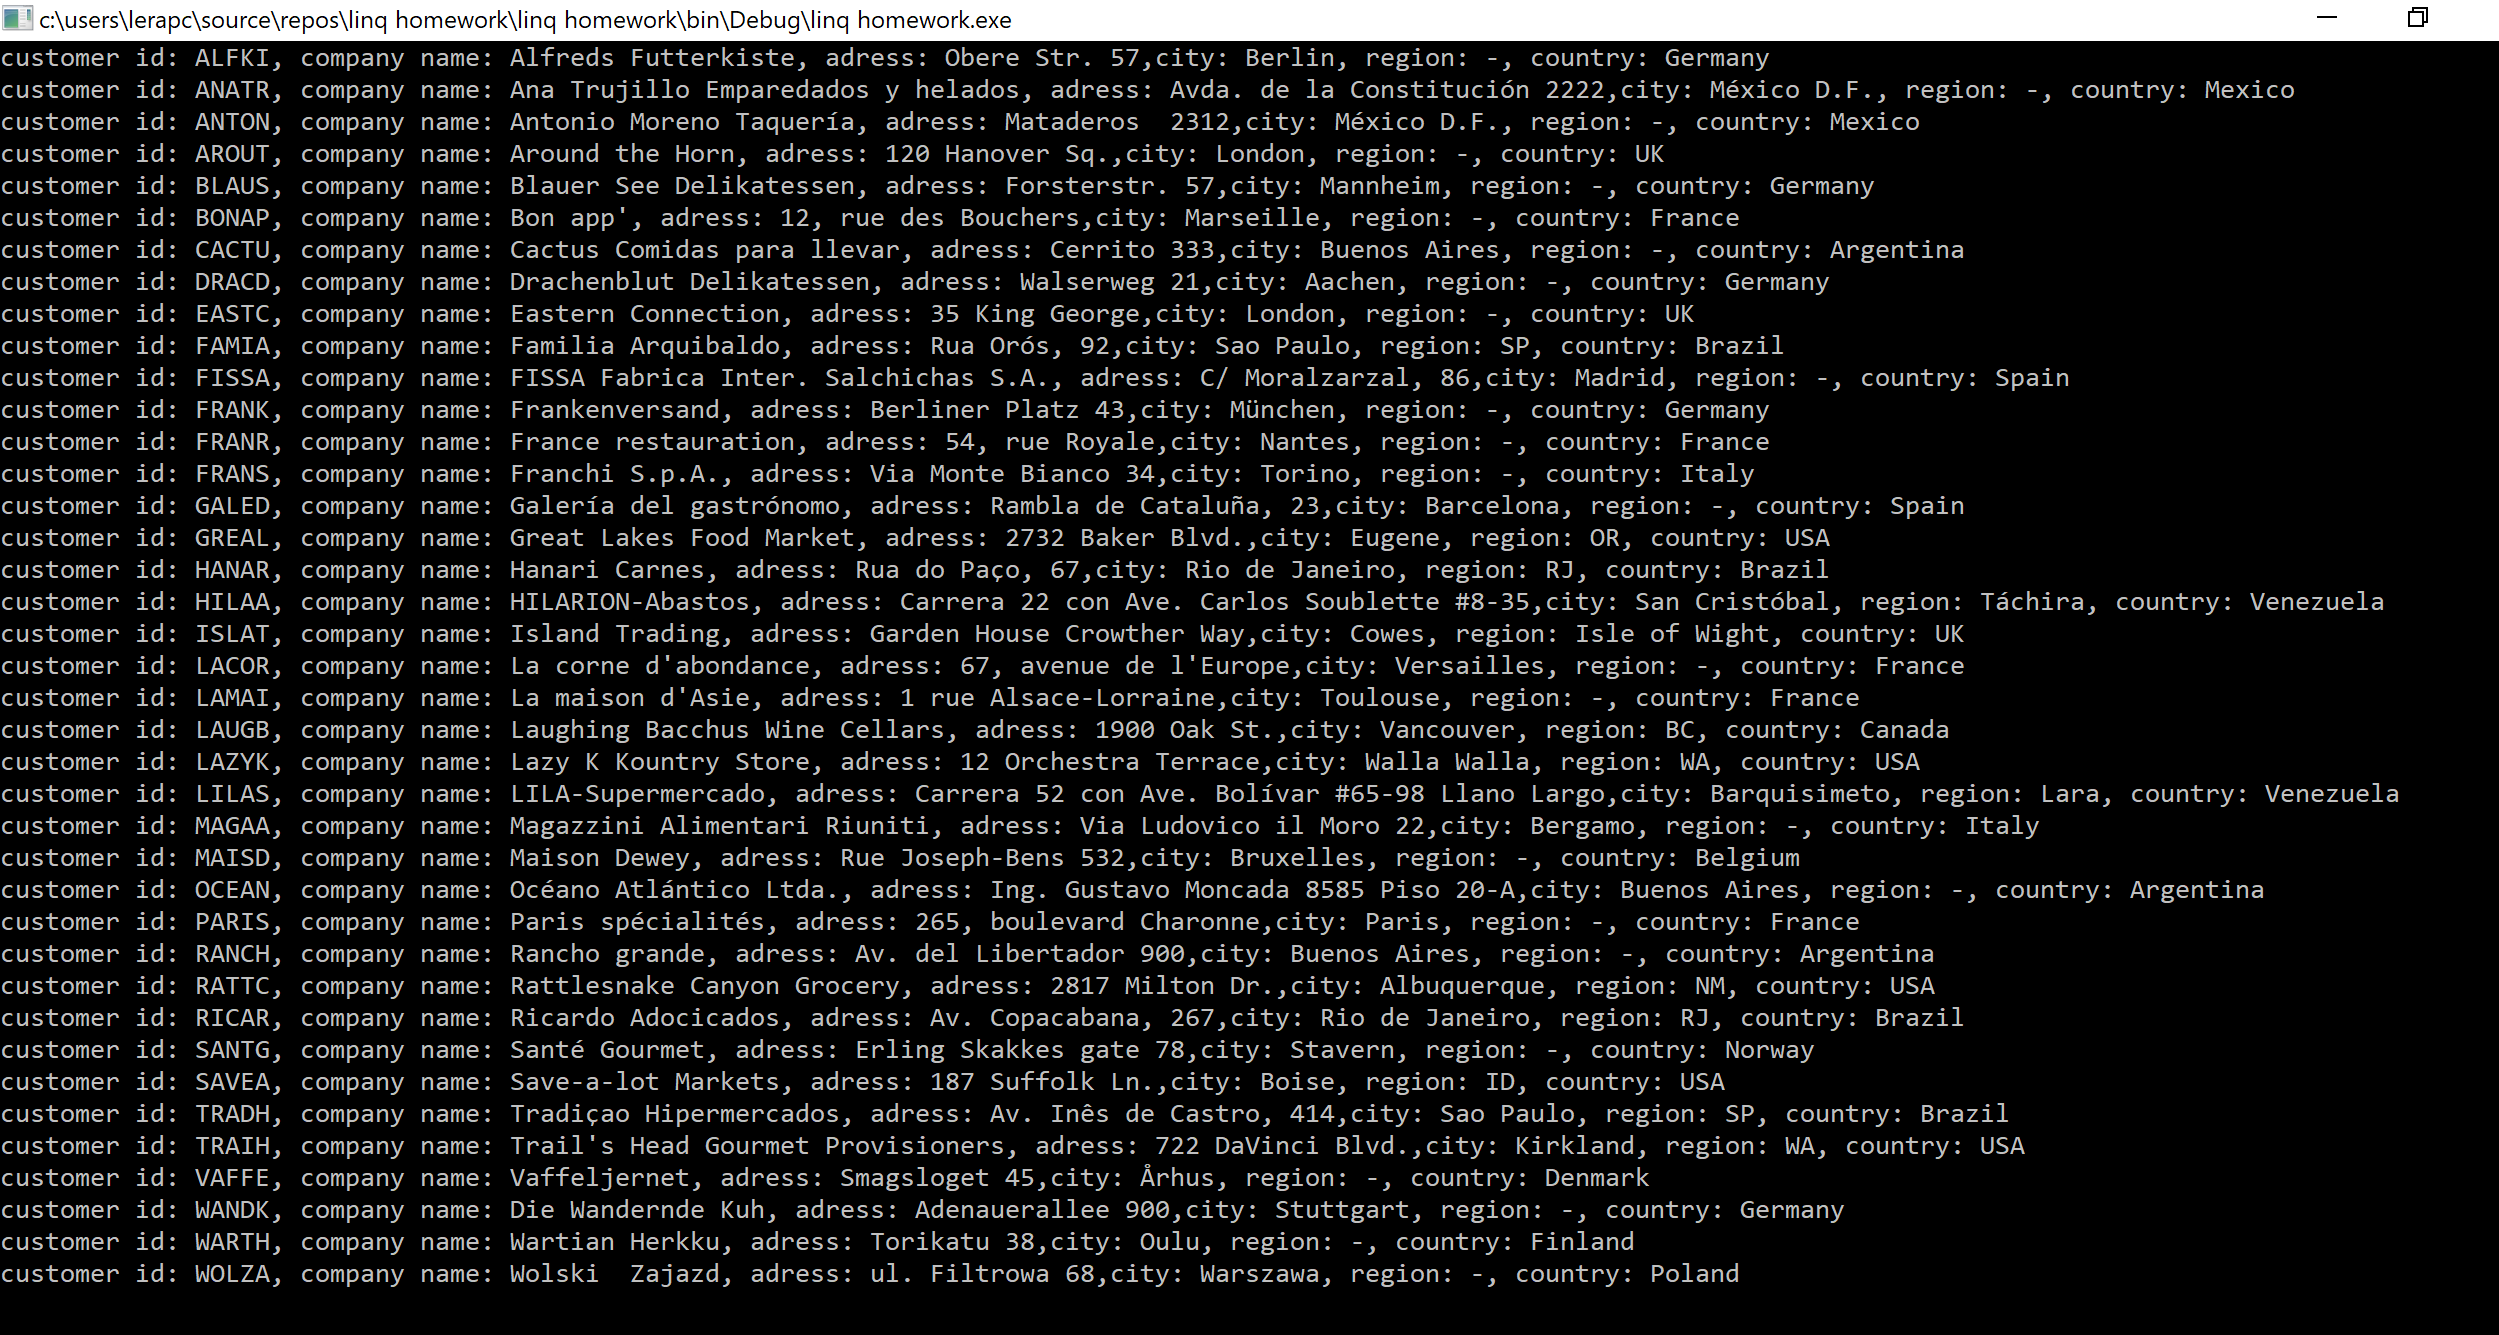 c:\users\lerapc\source\repos\linq homework\linq homework\bin\Debug\linq homework.exe
customer id: ALFKI, company name: Alfreds Futterkiste, adress: Obere Str. 57,city: Berlin, region: -, country: Germany
customer id: ANATR, company name: Ana Trujillo Emparedados y helados, adress: Avda. de la Constitución 2222,city: México D.F., region: -, country: Mexico
customer id: ANTON, company name: Antonio Moreno Taquería, adress: Mataderos  2312,city: México D.F., region: -, country: Mexico
customer id: AROUT, company name: Around the Horn, adress: 120 Hanover Sq.,city: London, region: -, country: UK
customer id: BLAUS, company name: Blauer See Delikatessen, adress: Forsterstr. 57,city: Mannheim, region: -, country: Germany
customer id: BONAP, company name: Bon app', adress: 12, rue des Bouchers,city: Marseille, region: -, country: France
customer id: CACTU, company name: Cactus Comidas para llevar, adress: Cerrito 333,city: Buenos Aires, region: -, country: Argentina
customer id: DRACD, company name: Drachenblut Delikatessen, adress: Walserweg 21,city: Aachen, region: -, country: Germany
customer id: EASTC, company name: Eastern Connection, adress: 35 King George,city: London, region: -, country: UK
customer id: FAMIA, company name: Familia Arquibaldo, adress: Rua Orós, 92,city: Sao Paulo, region: SP, country: Brazil
customer id: FISSA, company name: FISSA Fabrica Inter. Salchichas S.A., adress: C/ Moralzarzal, 86,city: Madrid, region: -, country: Spain
customer id: FRANK, company name: Frankenversand, adress: Berliner Platz 43,city: München, region: -, country: Germany
customer id: FRANR, company name: France restauration, adress: 54, rue Royale,city: Nantes, region: -, country: France
customer id: FRANS, company name: Franchi S.p.A., adress: Via Monte Bianco 34,city: Torino, region: -, country: Italy
customer id: GALED, company name: Galería del gastrónomo, adress: Rambla de Cataluña, 23,city: Barcelona, region: -, country: Spain
customer id: GREAL, company name: Great Lakes Food Market, adress: 2732 Baker Blvd.,city: Eugene, region: OR, country: USA
customer id: HANAR, company name: Hanari Carnes, adress: Rua do Paço, 67,city: Rio de Janeiro, region: RJ, country: Brazil
customer id: HILAA, company name: HILARION-Abastos, adress: Carrera 22 con Ave. Carlos Soublette #8-35,city: San Cristóbal, region: Táchira, country: Venezuela
customer id: ISLAT, company name: Island Trading, adress: Garden House Crowther Way,city: Cowes, region: Isle of Wight, country: UK
customer id: LACOR, company name: La corne d'abondance, adress: 67, avenue de l'Europe,city: Versailles, region: -, country: France
customer id: LAMAI, company name: La maison d'Asie, adress: 1 rue Alsace-Lorraine,city: Toulouse, region: -, country: France
customer id: LAUGB, company name: Laughing Bacchus Wine Cellars, adress: 1900 Oak St.,city: Vancouver, region: BC, country: Canada
customer id: LAZYK, company name: Lazy K Kountry Store, adress: 12 Orchestra Terrace,city: Walla Walla, region: WA, country: USA
customer id: LILAS, company name: LILA-Supermercado, adress: Carrera 52 con Ave. Bolívar #65-98 Llano Largo,city: Barquisimeto, region: Lara, country: Venezuela
customer id: MAGAA, company name: Magazzini Alimentari Riuniti, adress: Via Ludovico il Moro 22,city: Bergamo, region: -, country: Italy
customer id: MAISD, company name: Maison Dewey, adress: Rue Joseph-Bens 532,city: Bruxelles, region: -, country: Belgium
customer id: OCEAN, company name: Océano Atlántico Ltda., adress: Ing. Gustavo Moncada 8585 Piso 20-A,city: Buenos Aires, region: -, country: Argentina
customer id: PARIS, company name: Paris spécialités, adress: 265, boulevard Charonne,city: Paris, region: -, country: France
customer id: RANCH, company name: Rancho grande, adress: Av. del Libertador 900,city: Buenos Aires, region: -, country: Argentina
customer id: RATTC, company name: Rattlesnake Canyon Grocery, adress: 2817 Milton Dr.,city: Albuquerque, region: NM, country: USA
customer id: RICAR, company name: Ricardo Adocicados, adress: Av. Copacabana, 267,city: Rio de Janeiro, region: RJ, country: Brazil
customer id: SANTG, company name: Santé Gourmet, adress: Erling Skakkes gate 78,city: Stavern, region: -, country: Norway
customer id: SAVEA, company name: Save-a-lot Markets, adress: 187 Suffolk Ln.,city: Boise, region: ID, country: USA
customer id: TRADH, company name: Tradiçao Hipermercados, adress: Av. Inês de Castro, 414,city: Sao Paulo, region: SP, country: Brazil
customer id: TRAIH, company name: Trail's Head Gourmet Provisioners, adress: 722 DaVinci Blvd.,city: Kirkland, region: WA, country: USA
customer id: VAFFE, company name: Vaffeljernet, adress: Smagsloget 45,city: Århus, region: -, country: Denmark
customer id: WANDK, company name: Die Wandernde Kuh, adress: Adenauerallee 900,city: Stuttgart, region: -, country: Germany
customer id: WARTH, company name: Wartian Herkku, adress: Torikatu 38,city: Oulu, region: -, country: Finland
customer id: WOLZA, company name: Wolski  Zajazd, adress: ul. Filtrowa 68,city: Warszawa, region: -, country: Poland